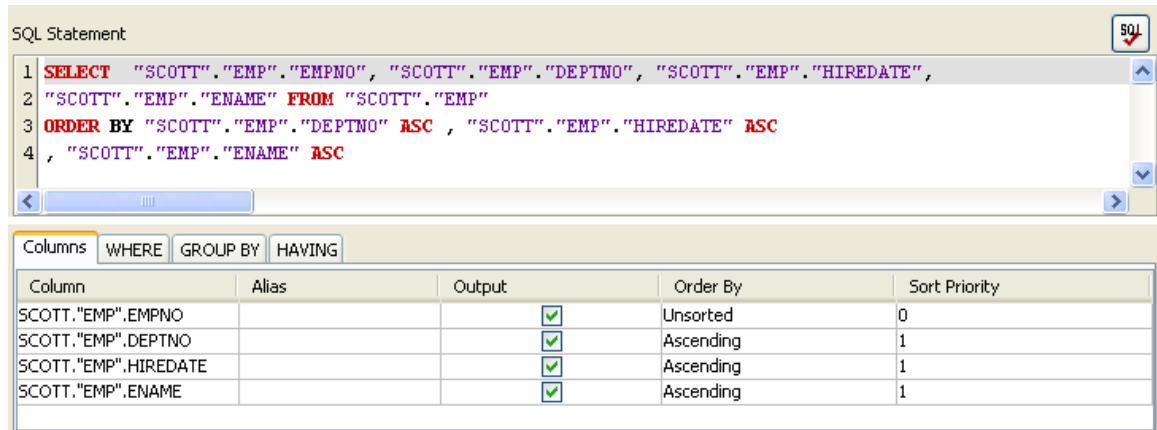 SQL Statement
SQL
1 SELECT "SCOTT"."EMP"."EMPNO", "SCOTT"."EMP"."DEPTNO", "SCOTT"."EMP"."HIREDATE",
2 "SCOTT"."EMP"."ENAME" FROM "SCOTT"."EMP"
3 ORDER BY "SCOTT"."EMP"."DEPTNO" ASC , "SCOTT"."EMP"."HIREDATE" ASC
4 , "SCOTT"."EMP"."ENAME" ASC
Columns WHERE GROUP BY HAVING
Column Alias Output Order By Sort Priority
SCOTT."EMP".EMPNO Unsorted 0
SCOTT."EMP".DEPTNO Ascending 1
SCOTT."EMP".HIREDATE Ascending 1
SCOTT."EMP".ENAME Ascending 1